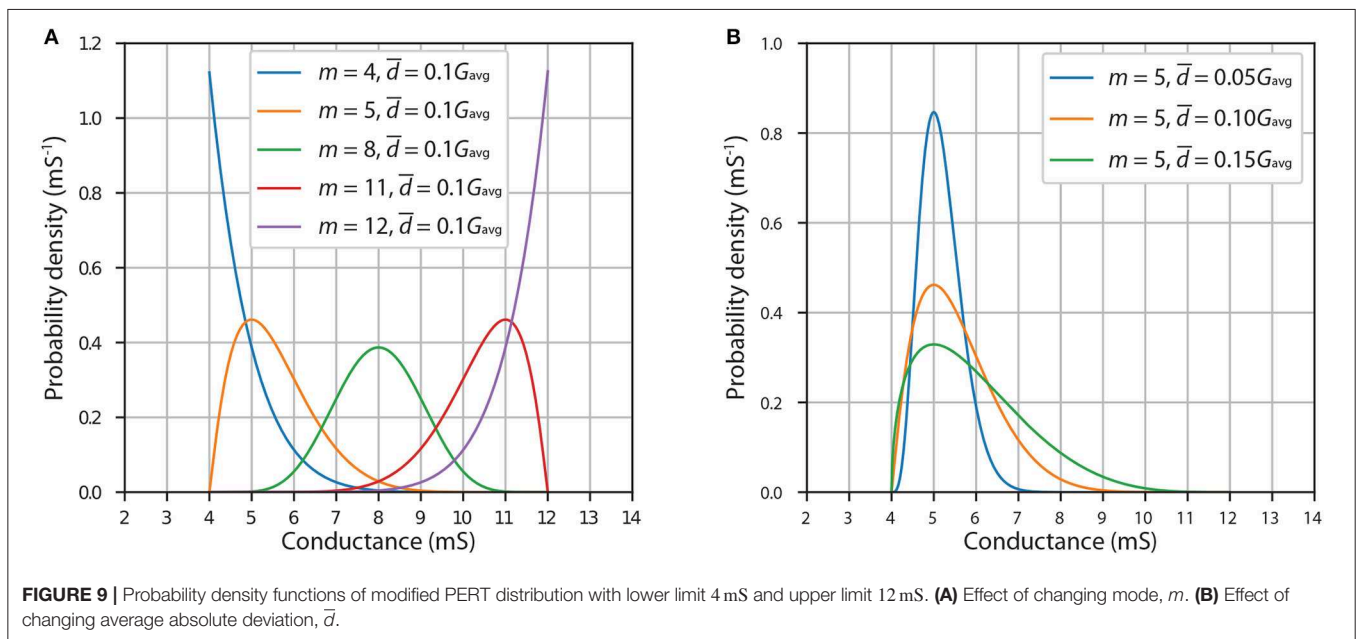 A
1.2
1.0
0.8
0.6
0.4
0.2
0.0
Probability density (mS⁻¹)
m = 4, d̅ = 0.1Gavg
m = 5, d̅ = 0.1Gavg
m = 8, d̅ = 0.1Gavg
m = 11, d̅ = 0.1Gavg
m = 12, d̅ = 0.1Gavg
2 3 4 5 6 7 8 9 10 11 12 13 14
Conductance (mS)
B
1.0
0.8
0.6
0.4
0.2
0.0
Probability density (mS⁻¹)
m = 5, d̅ = 0.05Gavg
m = 5, d̅ = 0.10Gavg
m = 5, d̅ = 0.15Gavg
2 3 4 5 6 7 8 9 10 11 12 13 14
Conductance (mS)
FIGURE 9 | Probability density functions of modified PERT distribution with lower limit 4 mS and upper limit 12 mS. (A) Effect of changing mode, m. (B) Effect of
changing average absolute deviation, d̅.